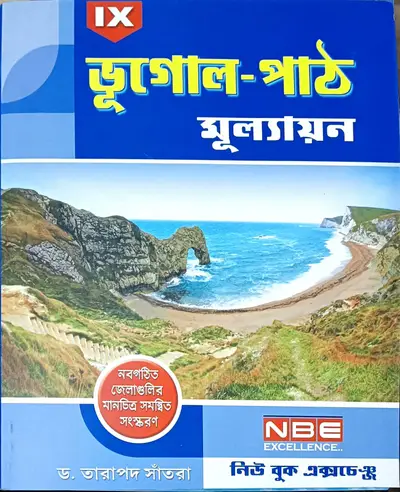 IX
ভূগোল-পাঠ
মূল্যায়ন
নবগঠিত
জেলাগুলির
মানচিত্র সমন্বিত
সংস্করণ
NBE
EXCELLENCE..
ড. তারাপদ সাঁতরা
নিউ বুক এক্সচেঞ্জ